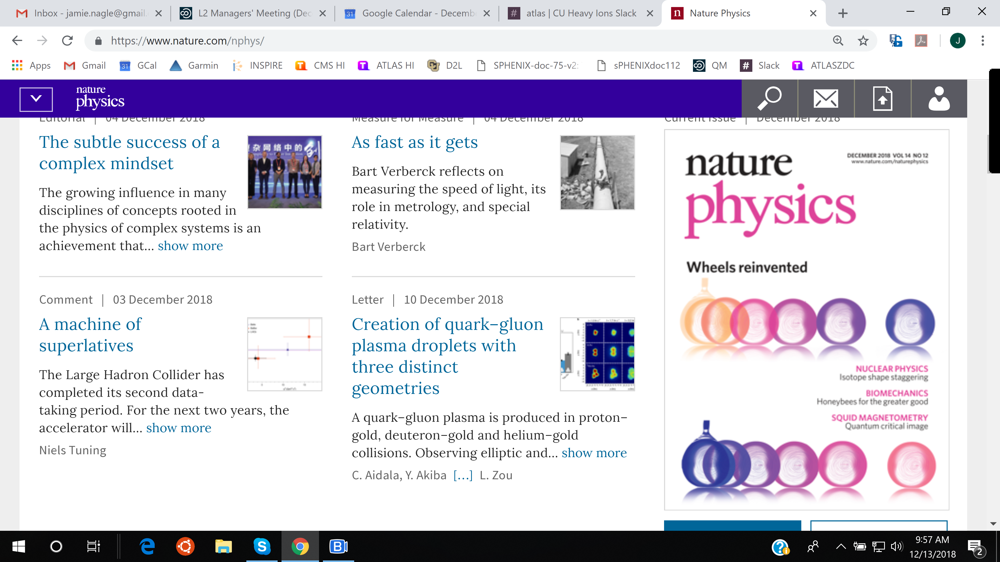 Inbox - jamie.nagle@gmail.
L2 Managers' Meeting (Dec
Google Calendar - Decembe
atlas | CU Heavy Ions Slack
Nature Physics
https://www.nature.com/nphys/
Apps
Gmail
GCal
Garmin
INSPIRE
CMS HI
ATLAS HI
D2L
SPHENIX-doc-75-v2:
sPHENIXdoc112
QM
Slack
ATLASZDC
nature
physics
Editorial | 04 December 2018
The subtle success of a
complex mindset
杂网络中的
The growing influence in many
disciplines of concepts rooted in
the physics of complex systems is an
achievement that... show more
Measure for Measure | 04 December 2018
As fast as it gets
Bart Verberck reflects on
measuring the speed of light, its
role in metrology, and special
relativity.
Bart Verberck
Comment | 03 December 2018
A machine of
superlatives
The Large Hadron Collider has
completed its second data-
taking period. For the next two years, the
accelerator will... show more
Niels Tuning
Letter | 10 December 2018
Creation of quark–gluon
plasma droplets with
three distinct
geometries
A quark–gluon plasma is produced in proton–
gold, deuteron–gold and helium–gold
collisions. Observing elliptic and... show more
C. Aidala, Y. Akiba [...] L. Zou
Current Issue | December 2018
DECEMBER 2018 VOL 14 NO 12
www.nature.com/naturephysics
nature
physics
Wheels reinvented
NUCLEAR PHYSICS
Isotope shape staggering
BIOMECHANICS
Honeybees for the greater good
SQUID MAGNETOMETRY
Quantum critical image
9:57 AM
12/13/2018
2